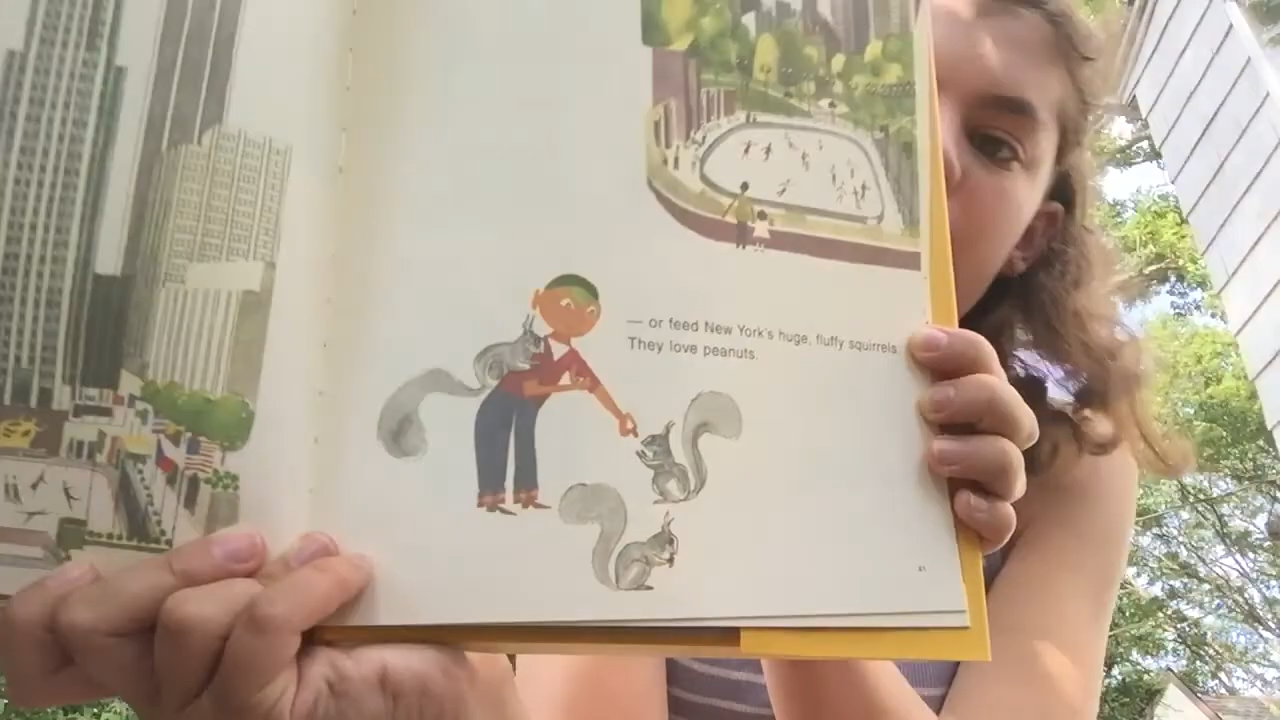 — or feed New York's huge, fluffy squirrels.
They love peanuts.